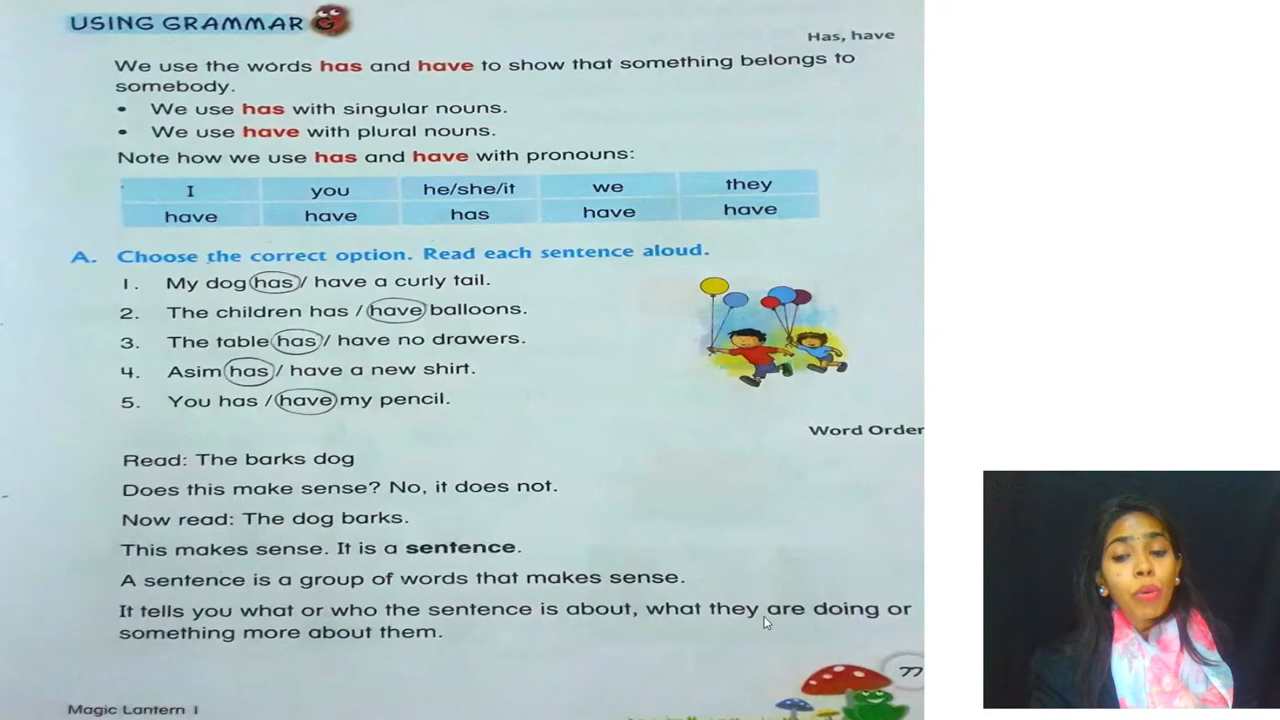 USING GRAMMAR
Has, have
We use the words has and have to show that something belongs to
somebody.
• We use has with singular nouns.
• We use have with plural nouns.
Note how we use has and have with pronouns:
I you he/she/it we they
have have has have have
A. Choose the correct option. Read each sentence aloud.
1. My dog has / have a curly tail.
2. The children has / have balloons.
3. The table has / have no drawers.
4. Asim has / have a new shirt.
5. You has / have my pencil.
Word Order
Read: The barks dog
Does this make sense? No, it does not.
Now read: The dog barks.
This makes sense. It is a sentence.
A sentence is a group of words that makes sense.
It tells you what or who the sentence is about, what they are doing or
something more about them.
77
Magic Lantern 1